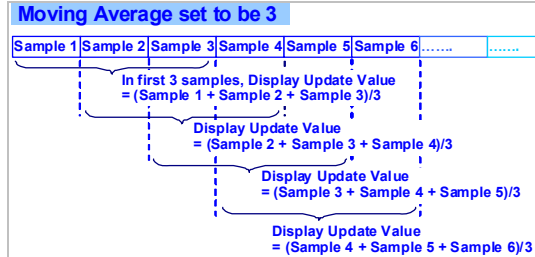 Moving Average set to be 3
Sample 1 Sample 2 Sample 3 Sample 4 Sample 5 Sample 6 ....... .......
In first 3 samples, Display Update Value
= (Sample 1 + Sample 2 + Sample 3)/3
Display Update Value
= (Sample 2 + Sample 3 + Sample 4)/3
Display Update Value
= (Sample 3 + Sample 4 + Sample 5)/3
Display Update Value
= (Sample 4 + Sample 5 + Sample 6)/3